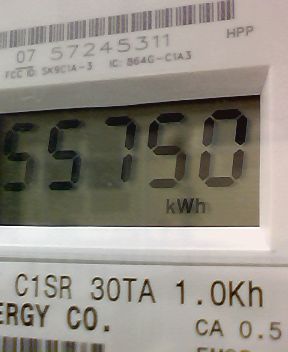 07 57245311
HPP
FCC ID: SK9C1A-3 IC: 864G-C1A3
55750
kWh
C1SR 30TA 1.0Kh
ERGY CO.
CA 0.5